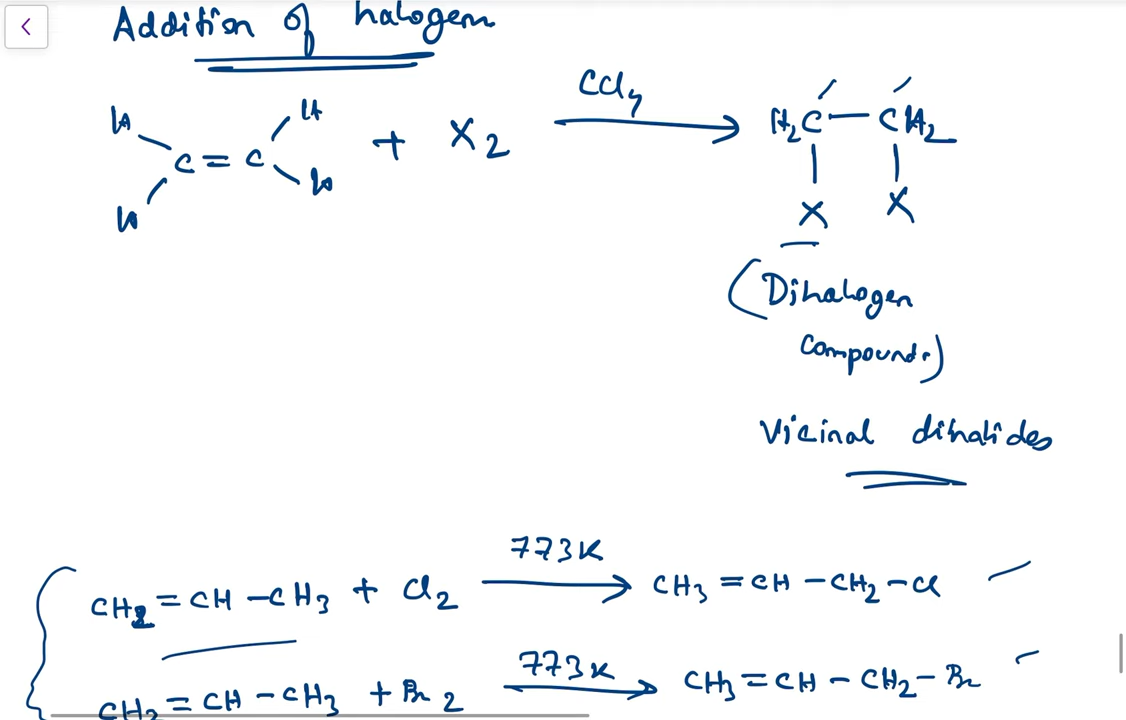 Addition of halogen
H H
C = C + X2 CCl4 H2C — CH2
H H
X X
(Dihalogen
Compounds)
Vicinal dihalides
773K
CH2 = CH - CH3 + Cl2 CH3 = CH - CH2 - Cl
773K
CH2 = CH - CH3 + Br2 CH3 = CH - CH2 - Br